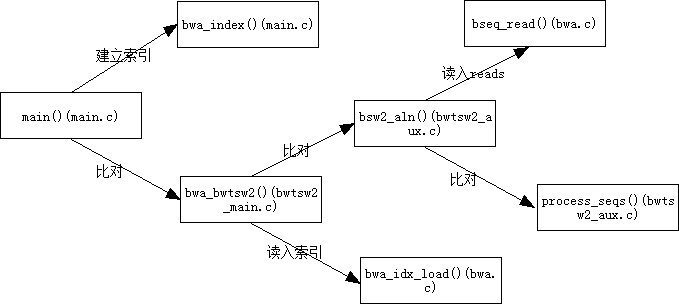 bwa_index()(main.c)
bseq_read()(bwa.c)
建立索引
读入reads
main()(main.c)
bsw2_aln()(bwtsw2_a
ux.c)
比对
比对
比对
bwa_bwtsw2()(bwtsw2
_main.c)
process_seqs()(bwts
w2_aux.c)
读入索引
bwa_idx_load()(bwa.
c)